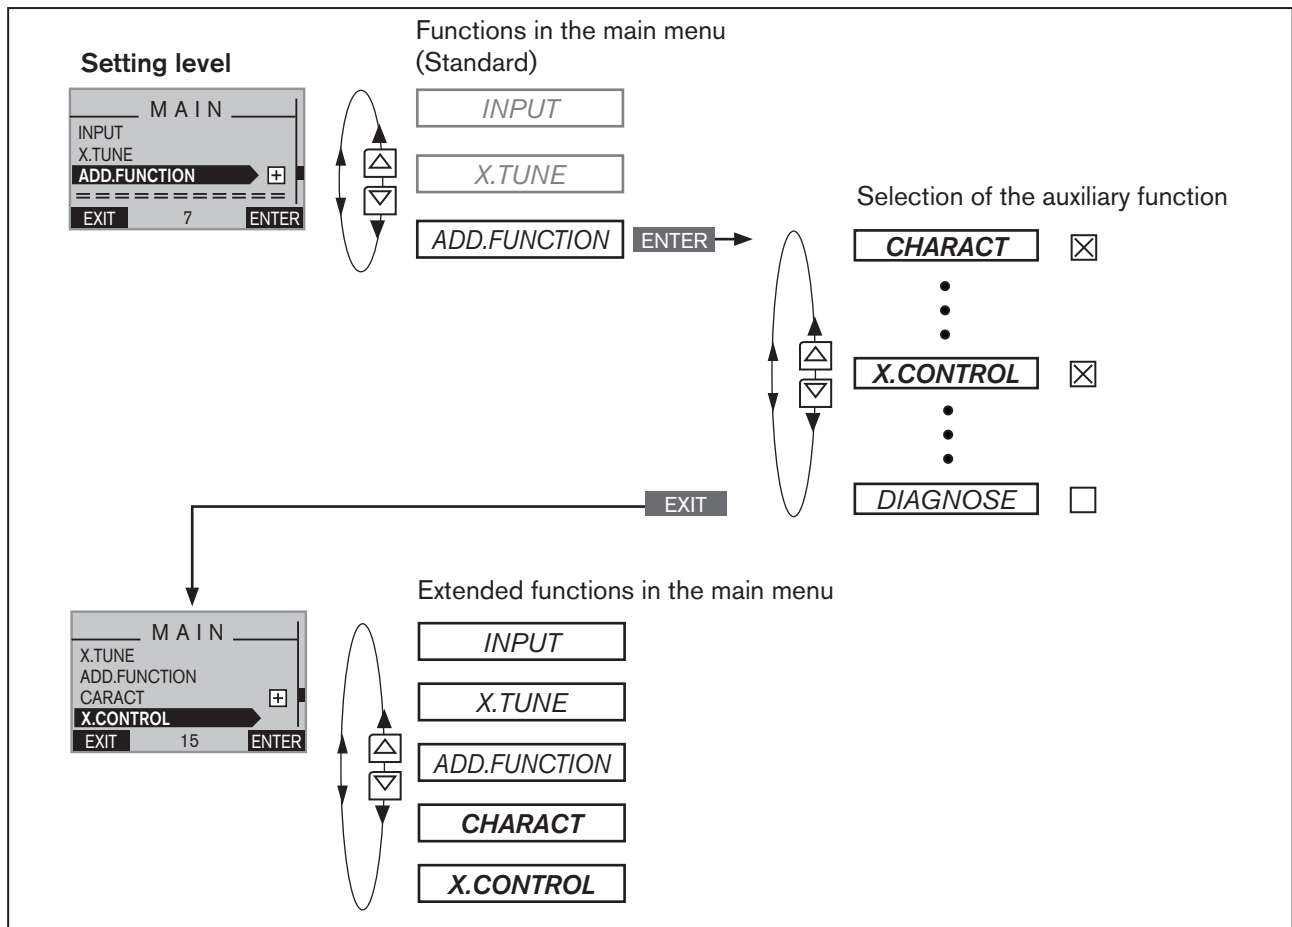 Functions in the main menu
(Standard)
Setting level
MAIN
INPUT
X.TUNE
ADD.FUNCTION +
EXIT 7 ENTER
INPUT
X.TUNE
ADD.FUNCTION ENTER
Selection of the auxiliary function
CHARACT
X.CONTROL
DIAGNOSE
EXIT
Extended functions in the main menu
MAIN
X.TUNE
ADD.FUNCTION
CARACT +
X.CONTROL
EXIT 15 ENTER
INPUT
X.TUNE
ADD.FUNCTION
CHARACT
X.CONTROL